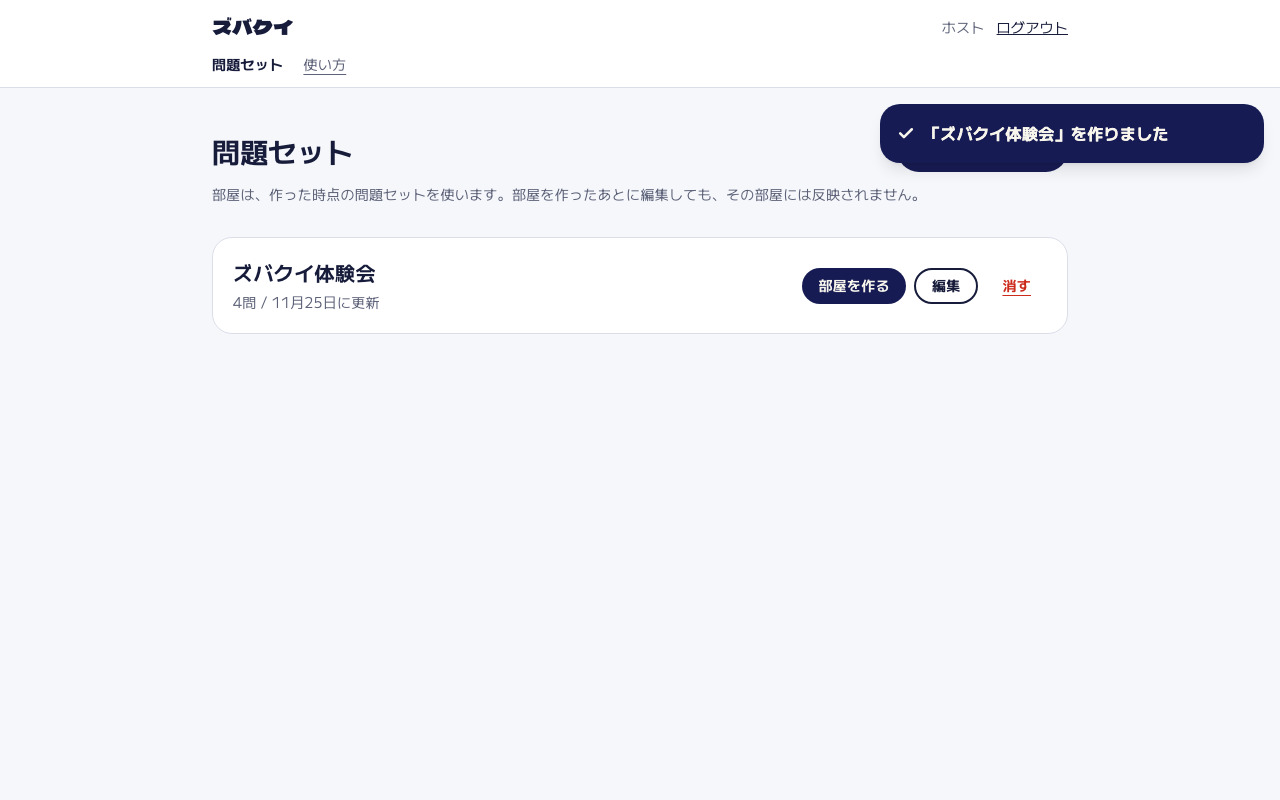 ズバクイ
ホスト ログアウト
問題セット 使い方
「ズバクイ体験会」を作りました
問題セット
部屋は、作った時点の問題セットを使います。部屋を作ったあとに編集しても、その部屋には反映されません。
ズバクイ体験会
4問 / 11月25日に更新
部屋を作る 編集 消す